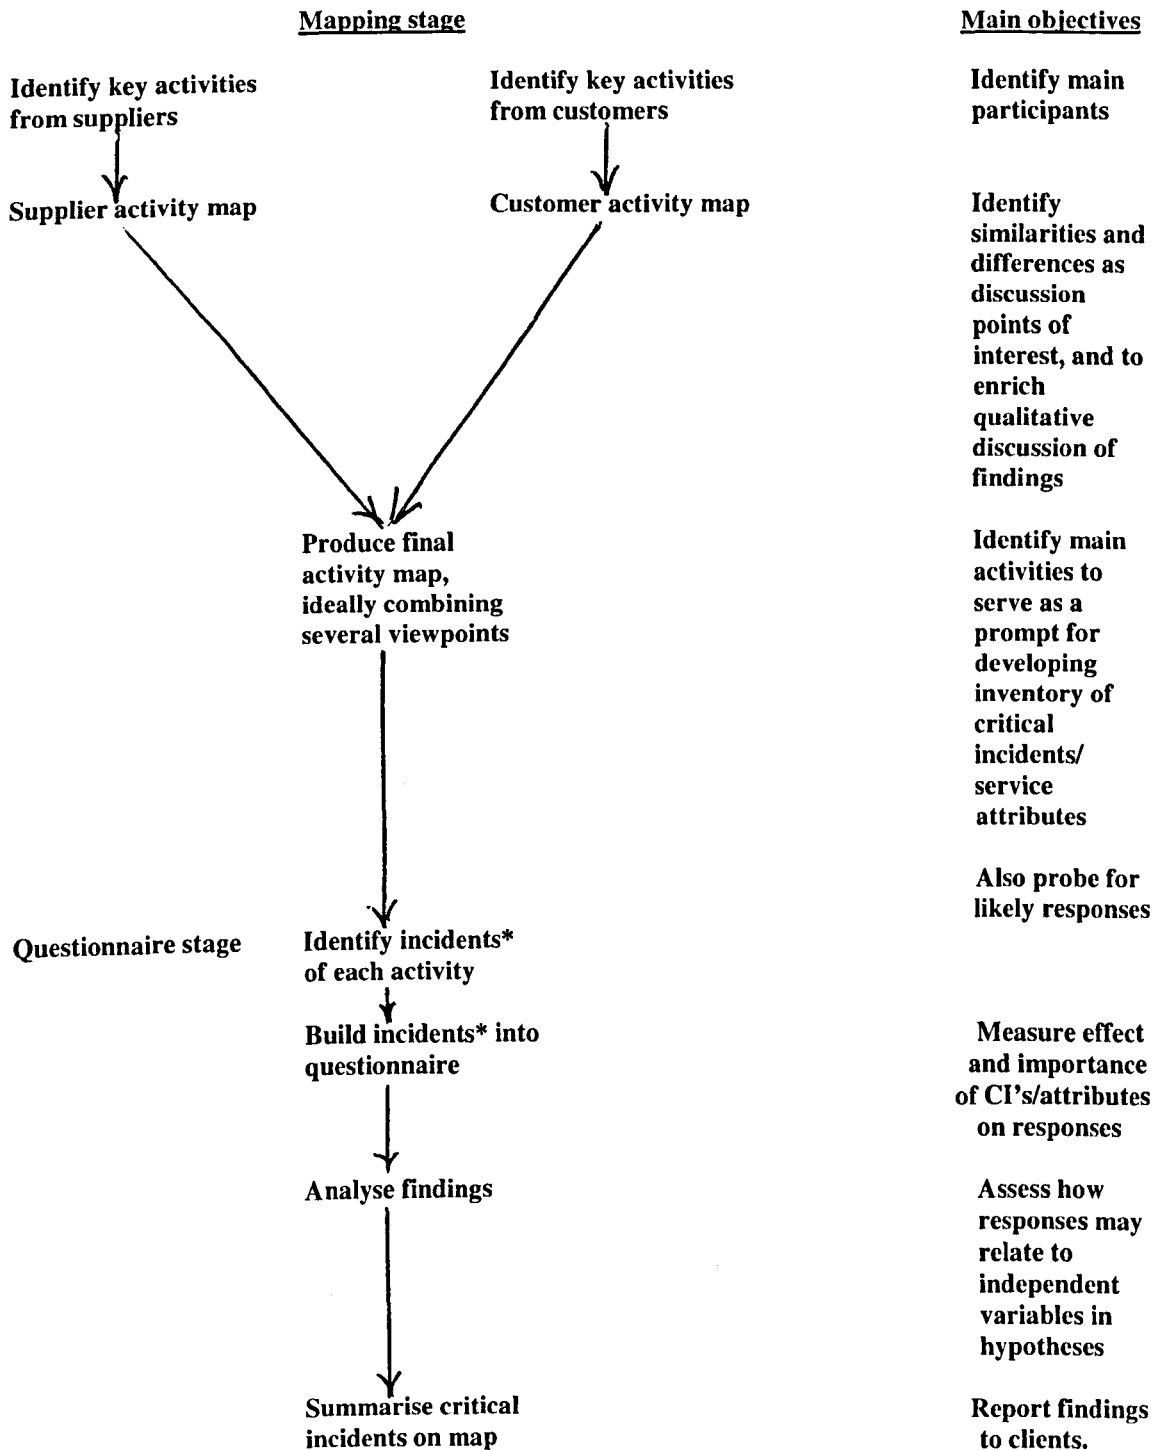 Mapping stage
Main objectives
Identify key activities
from suppliers
Identify key activities
from customers
Identify main
participants
Supplier activity map
Customer activity map
Identify
similarities and
differences as
discussion
points of
interest, and to
enrich
qualitative
discussion of
findings
Produce final
activity map,
ideally combining
several viewpoints
Identify main
activities to
serve as a
prompt for
developing
inventory of
critical
incidents/
service
attributes
Also probe for
likely responses
Questionnaire stage
Identify incidents*
of each activity
Build incidents* into
questionnaire
Measure effect
and importance
of CI's/attributes
on responses
Analyse findings
Assess how
responses may
relate to
independent
variables in
hypotheses
Summarise critical
incidents on map
Report findings
to clients.